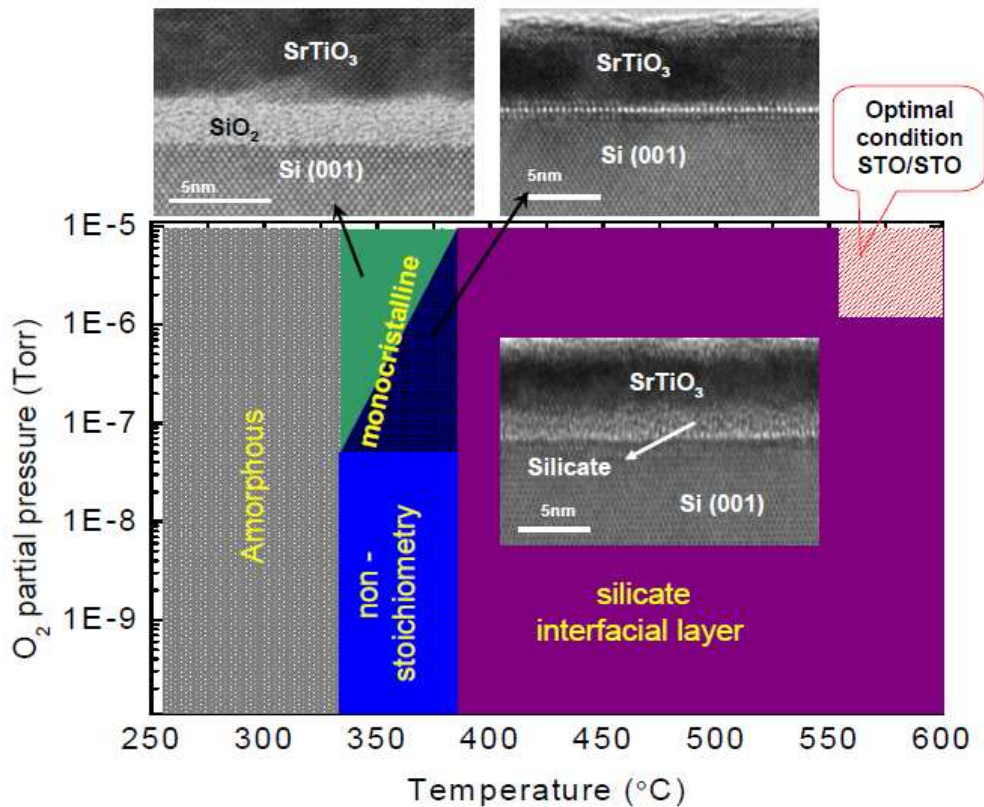 SrTiO₃
SiO₂
Si (001)
5nm
SrTiO₃
Si (001)
5nm
Optimal
condition
STO/STO
1E-5
1E-6
1E-7
1E-8
1E-9
O₂ partial pressure (Torr)
Amorphous
monocristalline
non -
stoichiometry
SrTiO₃
Silicate
Si (001)
5nm
silicate
interfacial layer
250
300
350
400
450
500
550
600
Temperature (°C)